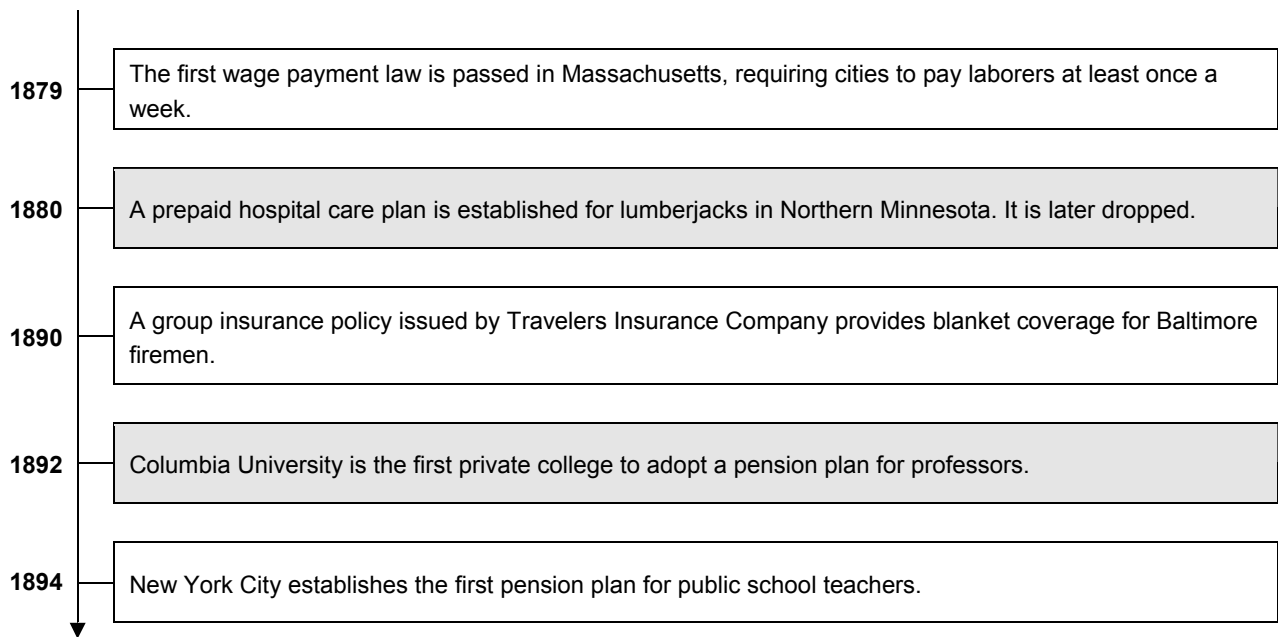 1879
The first wage payment law is passed in Massachusetts, requiring cities to pay laborers at least once a
week.
1880
A prepaid hospital care plan is established for lumberjacks in Northern Minnesota. It is later dropped.
1890
A group insurance policy issued by Travelers Insurance Company provides blanket coverage for Baltimore
firemen.
1892
Columbia University is the first private college to adopt a pension plan for professors.
1894
New York City establishes the first pension plan for public school teachers.